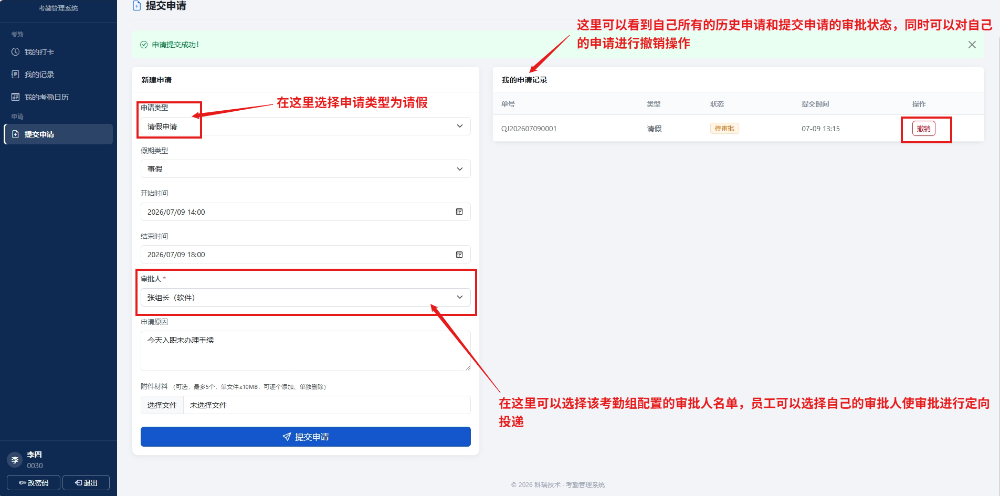 考勤管理系统
考勤
我的打卡
我的记录
我的考勤日历
申请
提交申请
李 李四
0030
改密码 退出
提交申请
申请提交成功！
这里可以看到自己所有的历史申请和提交申请的审批状态，同时可以对自己
的申请进行撤销操作
新建申请
在这里选择申请类型为请假
申请类型
请假申请
假期类型
事假
开始时间
2026/07/09 14:00
结束时间
2026/07/09 18:00
审批人 *
张组长（软件）
申请原因
今天入职未办理手续
附件材料 （可选，最多5个，单文件≤10MB，可逐个添加、单独删除）
选择文件 未选择文件
提交申请
我的申请记录
单号 类型 状态 提交时间 操作
QJ202607090001 请假 待审批 07-09 13:15 撤销
在这里可以选择该考勤组配置的审批人名单，员工可以选择自己的审批人使审批进行定向
投递
© 2026 科瑞技术 · 考勤管理系统